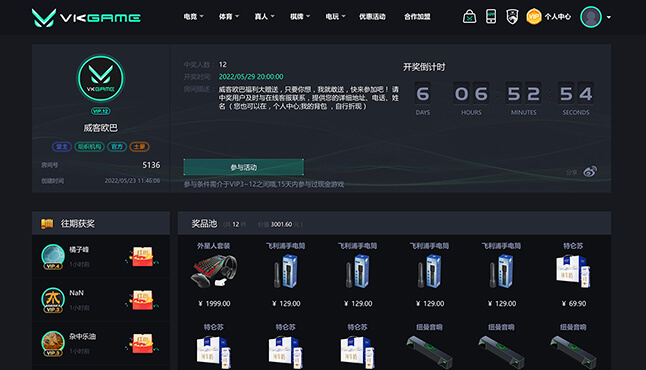 VKGAME
电竞 体育 真人 棋牌 电玩 优惠活动 合作加盟
VIP 个人中心
VKGAME
VIP.12
威客欧巴
室主 组织机构 官方 土豪
房间号 5136
创建时间 2022/05/23 11:46:06
中奖人数: 12
开奖时间: 2022/05/29 20:00:00
房间描述: 威客欧巴福利大赠送，只要你想，我就敢送，快来参加吧！ 请
中奖用户及时与在线客服联系，提供您的详细地址、电话、姓
名（ 您也可以在，个人中心;我的背包 ，自行折现 )
参与活动
参与条件需介于VIP3~12之间哦,15天内参与过现金游戏
开奖倒计时
6 06 52 54
DAYS HOURS MINUTES SECONDS
分享
往期获奖
橘子峰
1小时前
VIP.4
NaN
1小时前
VIP.3
杂中乐油
1小时前
VIP.3
奖品池 (共 12 件 价值 3001.60 元)
外星人套装 飞利浦手电筒 飞利浦手电筒 飞利浦手电筒 飞利浦手电筒 特仑苏
¥ 1999.00 ¥ 129.00 ¥ 129.00 ¥ 129.00 ¥ 129.00 ¥ 69.90
特仑苏 特仑苏 特仑苏 纽曼音响 纽曼音响 纽曼音响